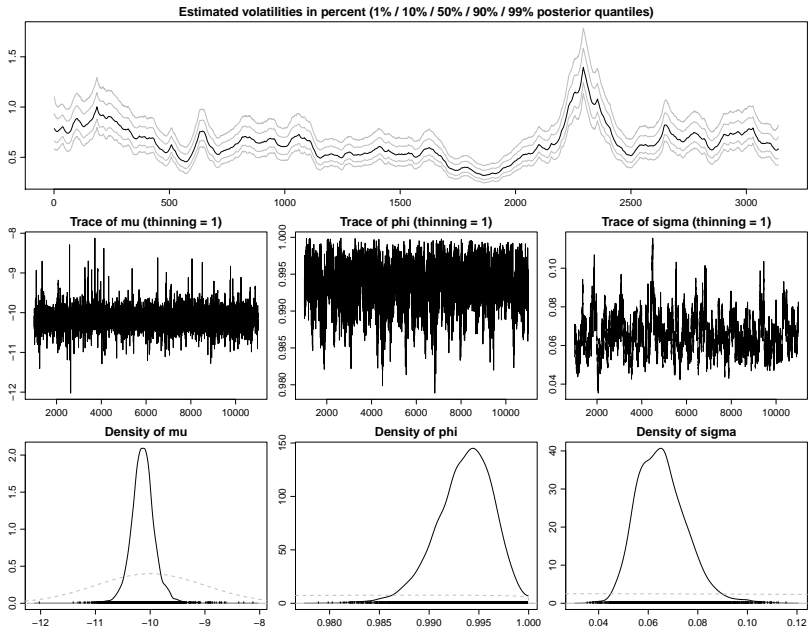 Estimated volatilities in percent (1% / 10% / 50% / 90% / 99% posterior quantiles)
1.5
1.0
0.5
0 500 1000 1500 2000 2500 3000
Trace of mu (thinning = 1)
−8
−9
−10
−11
−12
2000 4000 6000 8000 10000
Trace of phi (thinning = 1)
1.000
0.995
0.990
0.985
0.980
2000 4000 6000 8000 10000
Trace of sigma (thinning = 1)
0.10
0.08
0.06
0.04
2000 4000 6000 8000 10000
Density of mu
2.0
1.5
1.0
0.5
0.0
−12 −11 −10 −9 −8
Density of phi
150
100
50
0
0.980 0.985 0.990 0.995 1.000
Density of sigma
40
30
20
10
0
0.04 0.06 0.08 0.10 0.12